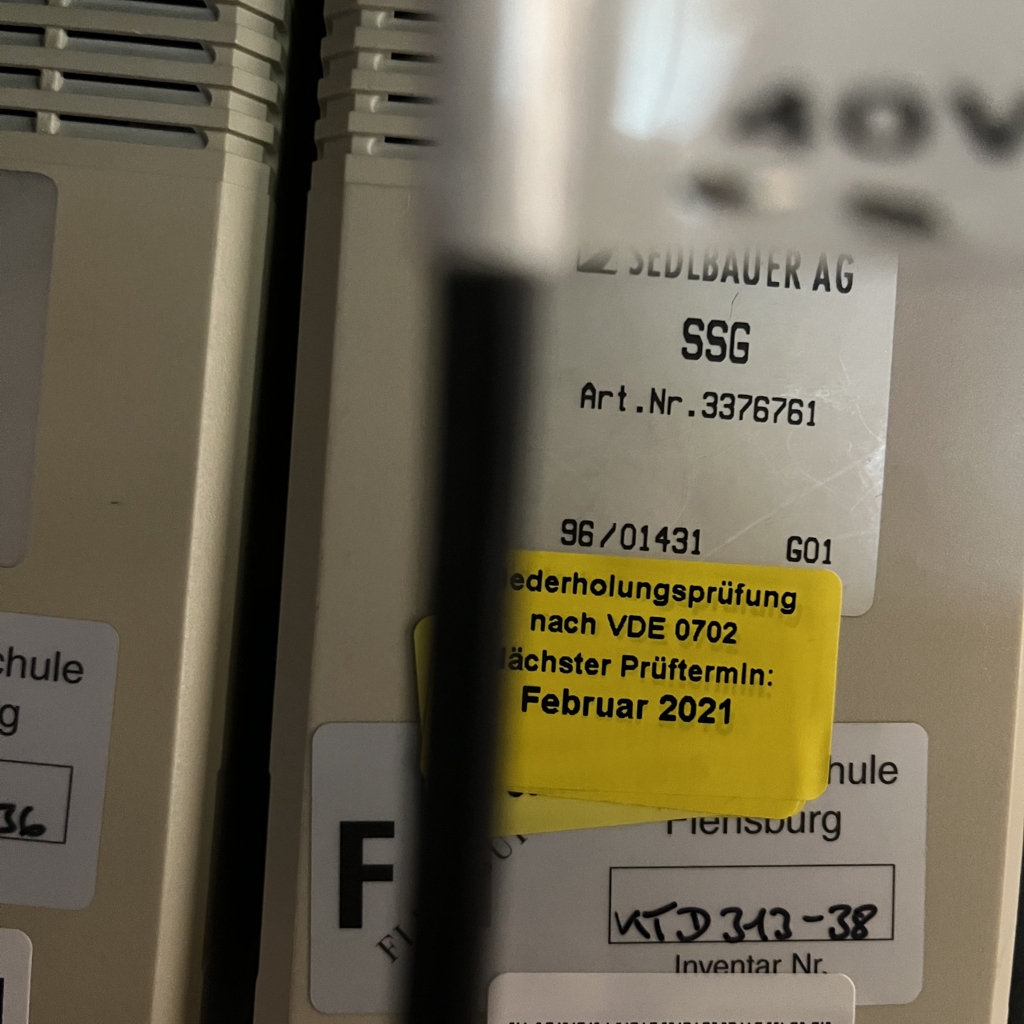 40V
SEDLBAUER AG
SSG
Art.Nr.3376761
96/01431 G01
ederholungsprüfung
nach VDE 0702
ächster Prüftermin:
Februar 2021
chule
g
36
hule
Flensburg
F
KTD 313-38
Inventar Nr.